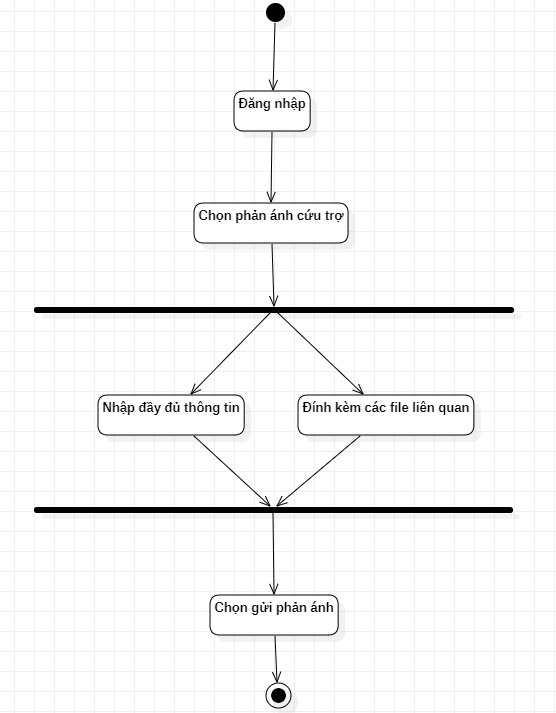 Đăng nhập
Chọn phản ánh cứu trợ
Nhập đầy đủ thông tin
Đính kèm các file liên quan
Chọn gửi phản ánh